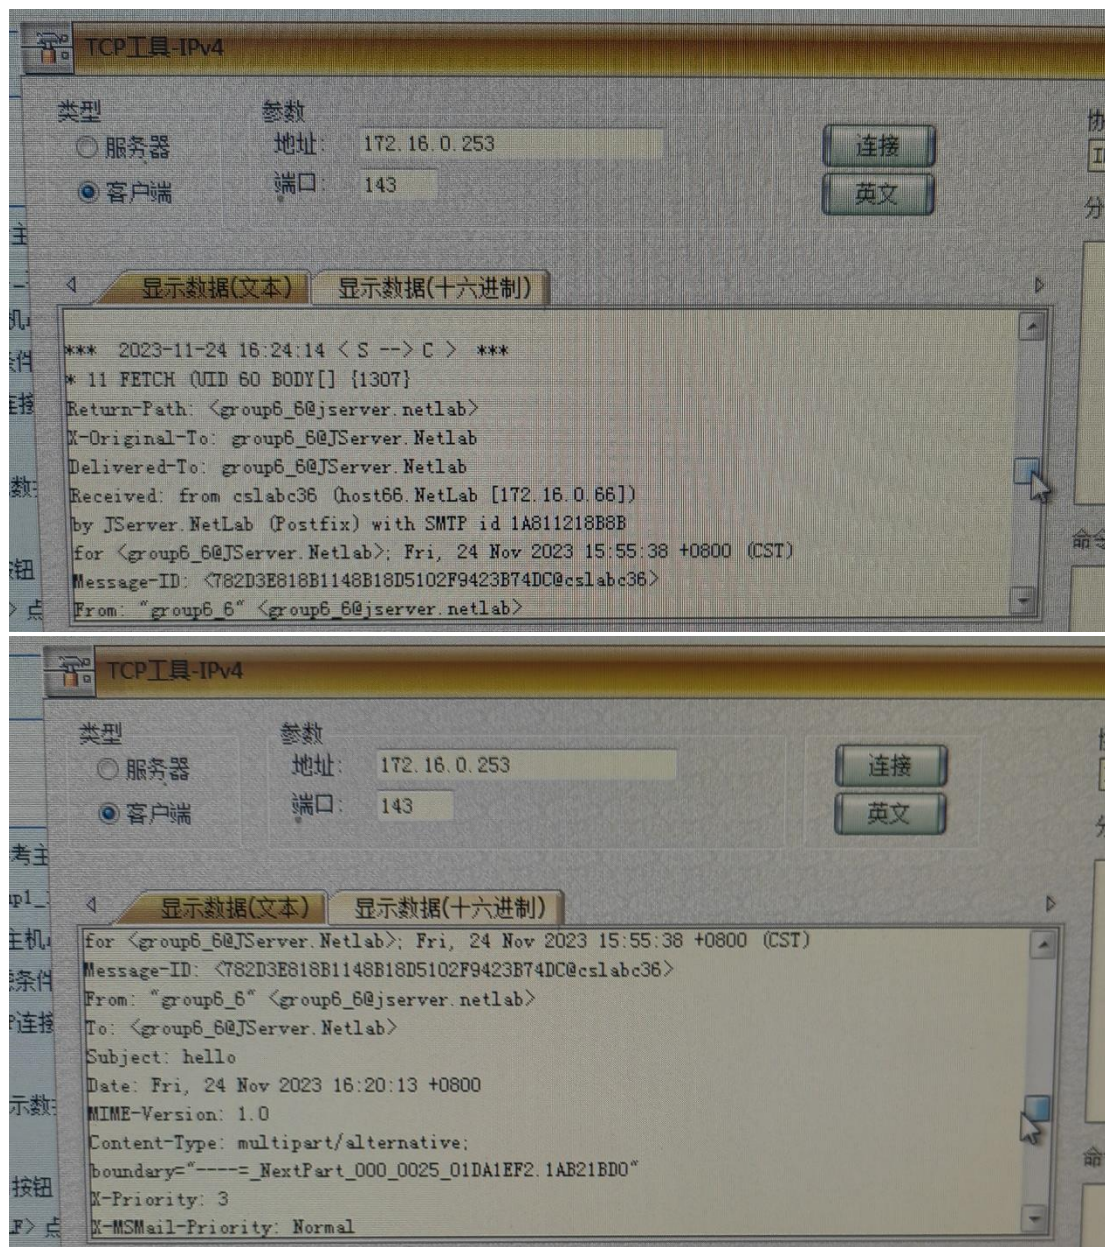 TCP工具-IPv4
类型
参数
服务器
地址:
172.16.0.253
连接
客户端
端口:
143
英文
显示数据(文本)
显示数据(十六进制)
*** 2023-11-24 16:24:14 < S --> C > ***
* 11 FETCH (UID 60 BODY[] {1307}
Return-Path: <group6_6@jserver.netlab>
X-Original-To: group6_6@JServer.Netlab
Delivered-To: group6_6@JServer.Netlab
Received: from cslabc36 (host66.NetLab [172.16.0.66])
by JServer.NetLab (Postfix) with SMTP id 1A811218B8B
for <group6_6@JServer.Netlab>; Fri, 24 Nov 2023 15:55:38 +0800 (CST)
Message-ID: <782D3E818B1148B18D5102F9423B74DC@cslabc36>
From: "group6_6" <group6_6@jserver.netlab>
TCP工具-IPv4
类型
参数
服务器
地址:
172.16.0.253
连接
客户端
端口:
143
英文
显示数据(文本)
显示数据(十六进制)
for <group6_6@JServer.Netlab>; Fri, 24 Nov 2023 15:55:38 +0800 (CST)
Message-ID: <782D3E818B1148B18D5102F9423B74DC@cslabc36>
From: "group6_6" <group6_6@jserver.netlab>
To: <group6_6@JServer.Netlab>
Subject: hello
Date: Fri, 24 Nov 2023 16:20:13 +0800
MIME-Version: 1.0
Content-Type: multipart/alternative;
boundary="----=_NextPart_000_0025_01DA1EF2.1AB21BD0"
X-Priority: 3
X-MSMail-Priority: Normal